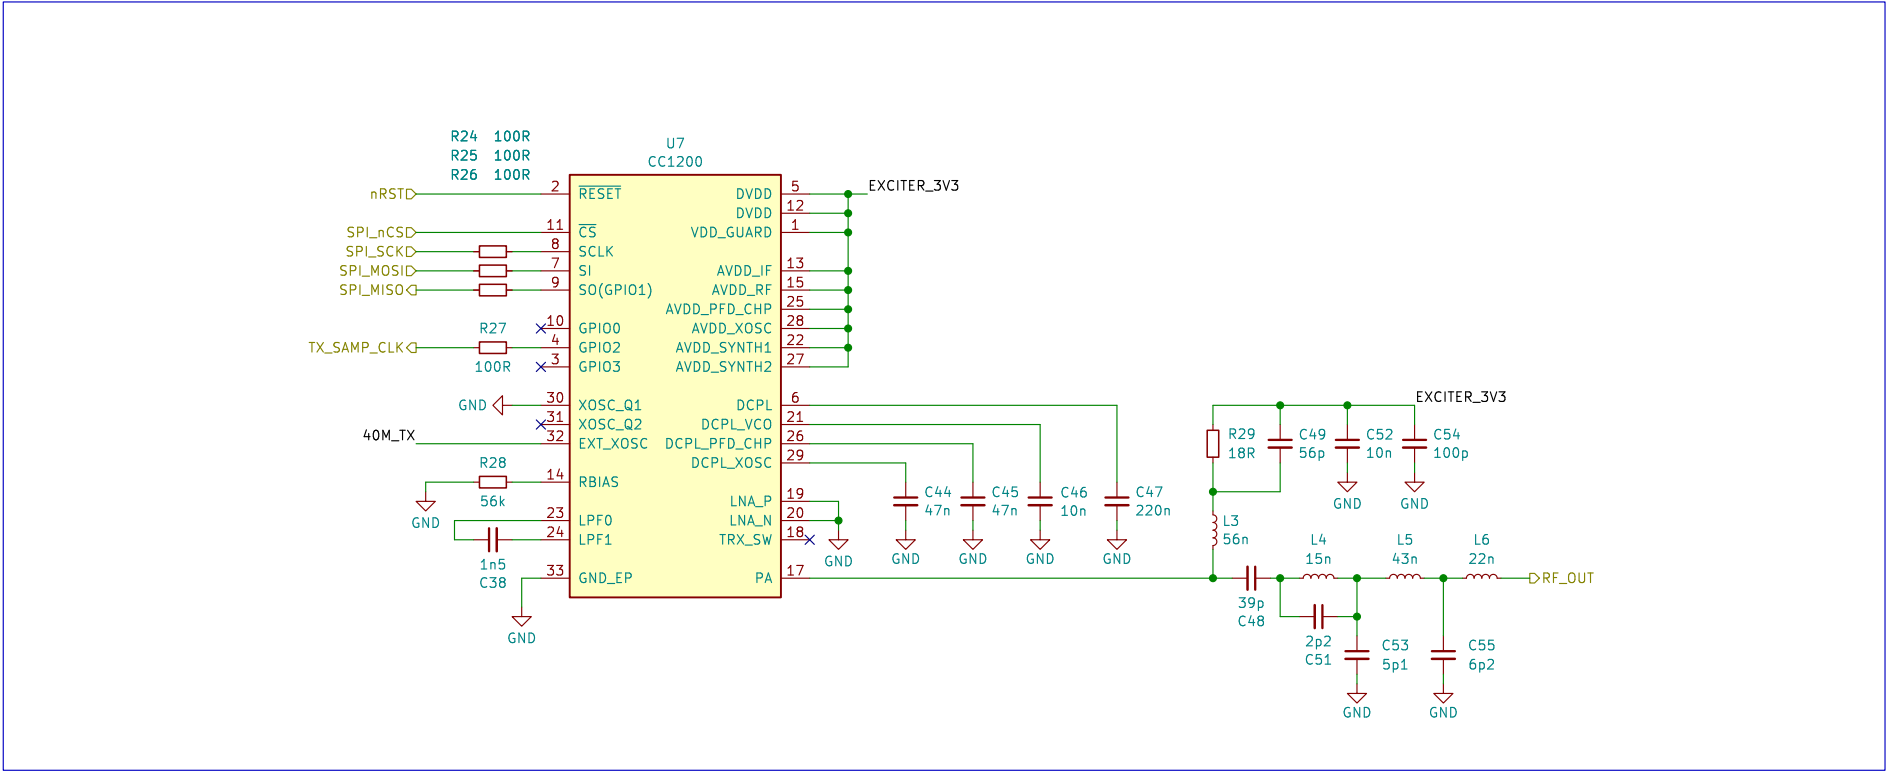 R24 100R
R25 100R
R26 100R
U7
CC1200
nRST
2
RESET
DVDD
5
EXCITER_3V3
DVDD
12
SPI_nCS
11
CS
VDD_GUARD
1
SPI_SCK
8
SCLK
SPI_MOSI
7
SI
AVDD_IF
13
SPI_MISO
9
SO(GPIO1)
AVDD_RF
15
AVDD_PFD_CHP
25
R27
10
GPIO0
AVDD_XOSC
28
TX_SAMP_CLK
4
GPIO2
AVDD_SYNTH1
22
100R
3
GPIO3
AVDD_SYNTH2
27
GND
30
XOSC_Q1
DCPL
6
EXCITER_3V3
31
XOSC_Q2
DCPL_VCO
21
40M_TX
32
EXT_XOSC
DCPL_PFD_CHP
26
R29
18R
C49
56p
C52
10n
C54
100p
DCPL_XOSC
29
R28
56k
14
RBIAS
GND
LNA_P
19
C44
47n
C45
47n
C46
10n
C47
220n
GND
GND
23
LPF0
LNA_N
20
L3
56n
24
LPF1
TRX_SW
18
GND
GND
GND
GND
GND
1n5
C38
33
GND_EP
PA
17
GND
L4
15n
L5
43n
L6
22n
RF_OUT
39p
C48
2p2
C51
C53
5p1
C55
6p2
GND
GND